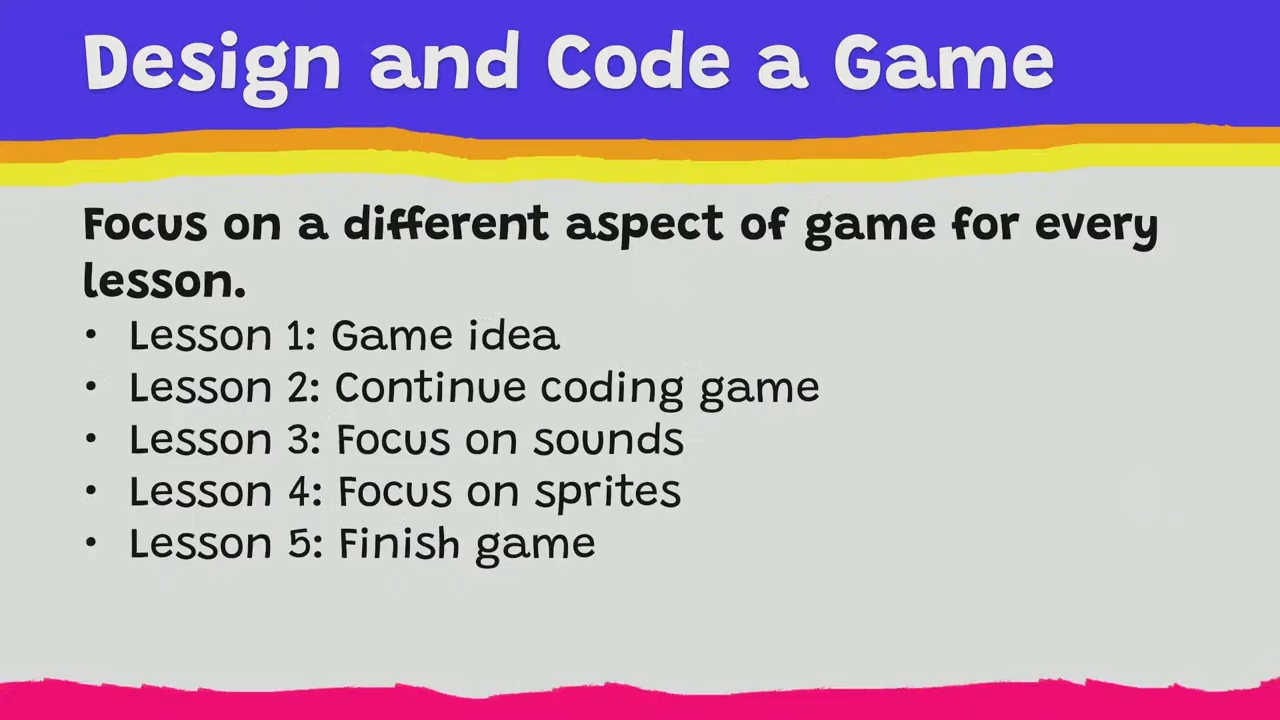 Design and Code a Game
Focus on a different aspect of game for every
lesson.
• Lesson 1: Game idea
• Lesson 2: Continue coding game
• Lesson 3: Focus on sounds
• Lesson 4: Focus on sprites
• Lesson 5: Finish game